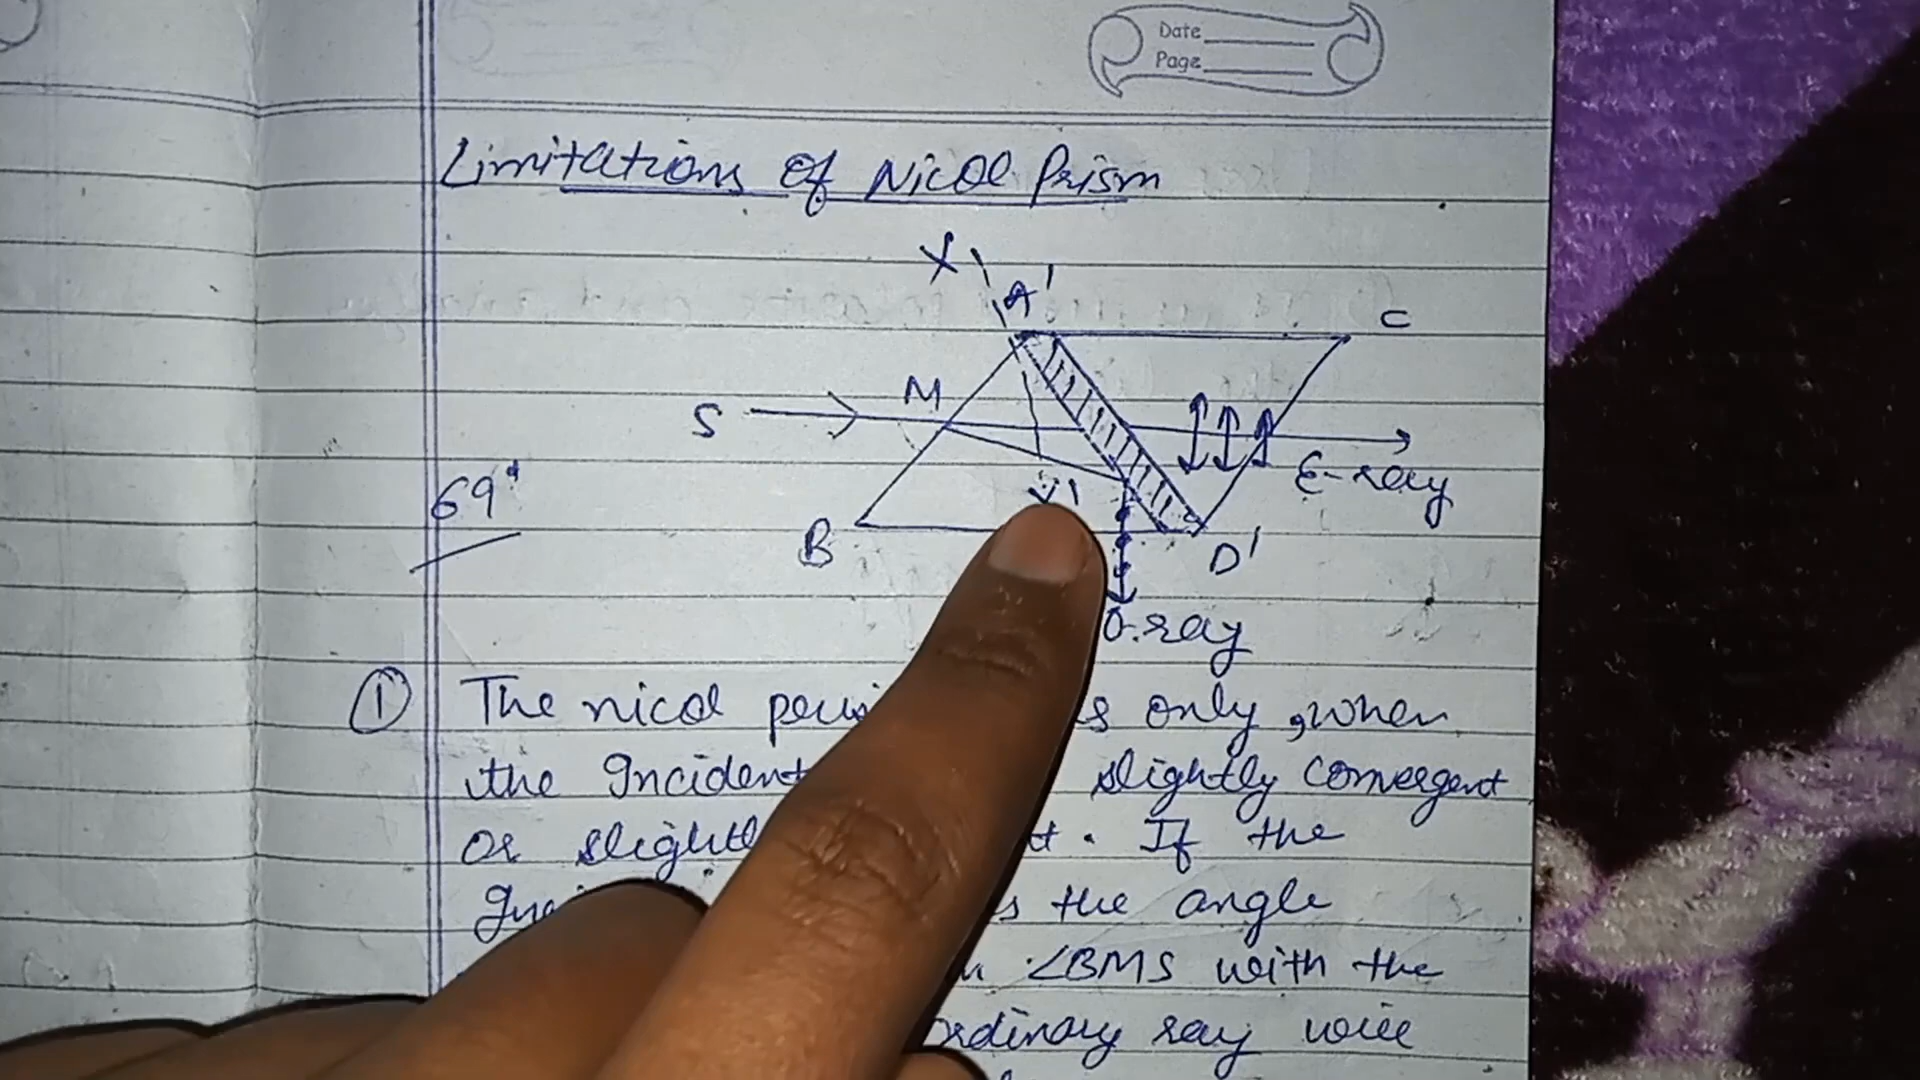 Date
Page
Limitations of Nicol Prism
X
A'
C
M
S
E-ray
69°
X'
B
D'
O-ray
① The nicol only, when
the Incident slightly convergent
or If the
the angle
∠BMS with the
ordinary ray will